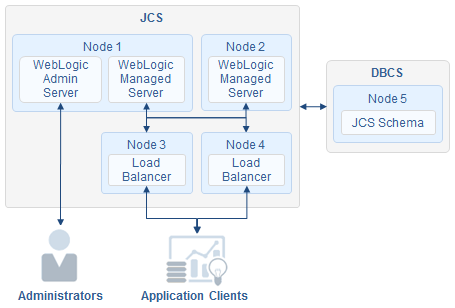 JCS
Node 1
WebLogic
Admin
Server
WebLogic
Managed
Server
Node 2
WebLogic
Managed
Server
DBCS
Node 5
JCS Schema
Node 3
Load
Balancer
Node 4
Load
Balancer
Administrators
Application Clients